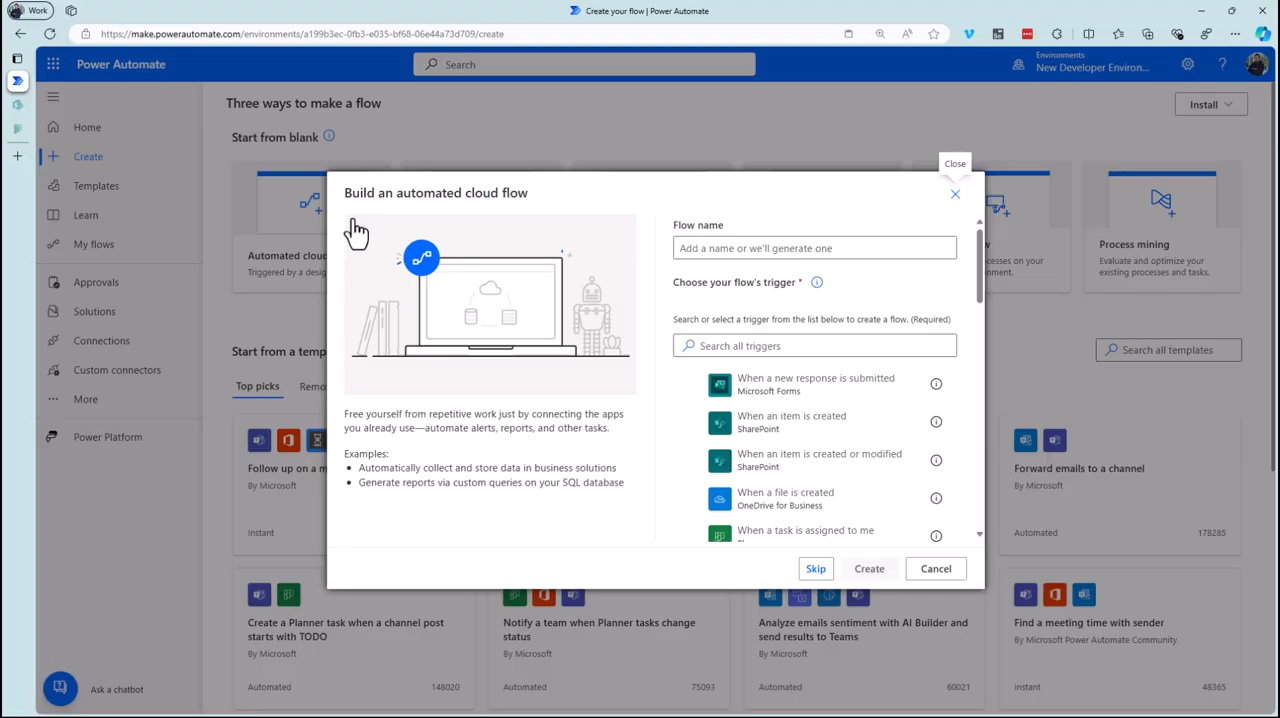 Work
Create your flow | Power Automate
https://make.powerautomate.com/environments/a199b3ec-0fb3-e035-bf68-06e44a73d709/create
Power Automate
Search
Environments
New Developer Environ...
Three ways to make a flow
Install
Start from blank
Home
Create
Templates
Learn
My flows
Approvals
Solutions
Connections
Custom connectors
More
Power Platform
Ask a chatbot
Automated clou
Triggered by a desig
Process mining
Evaluate and optimize your
existing processes and tasks.
w
esses on your
nment.
Close
Build an automated cloud flow
Free yourself from repetitive work just by connecting the apps
you already use—automate alerts, reports, and other tasks.
Examples:
• Automatically collect and store data in business solutions
• Generate reports via custom queries on your SQL database
Flow name
Add a name or we'll generate one
Choose your flow's trigger *
Search or select a trigger from the list below to create a flow. (Required)
Search all triggers
When a new response is submitted
Microsoft Forms
When an item is created
SharePoint
When an item is created or modified
SharePoint
When a file is created
OneDrive for Business
When a task is assigned to me
Skip
Create
Cancel
Start from a temp
Search all templates
Top picks
Remo
Follow up on a m
By Microsoft
Instant
Forward emails to a channel
By Microsoft
Automated
178285
Create a Planner task when a channel post
starts with TODO
By Microsoft
Automated
148020
Notify a team when Planner tasks change
status
By Microsoft
Automated
75093
Analyze emails sentiment with AI Builder and
send results to Teams
By Microsoft
Automated
60021
Find a meeting time with sender
By Microsoft Power Automate Community
Instant
48365